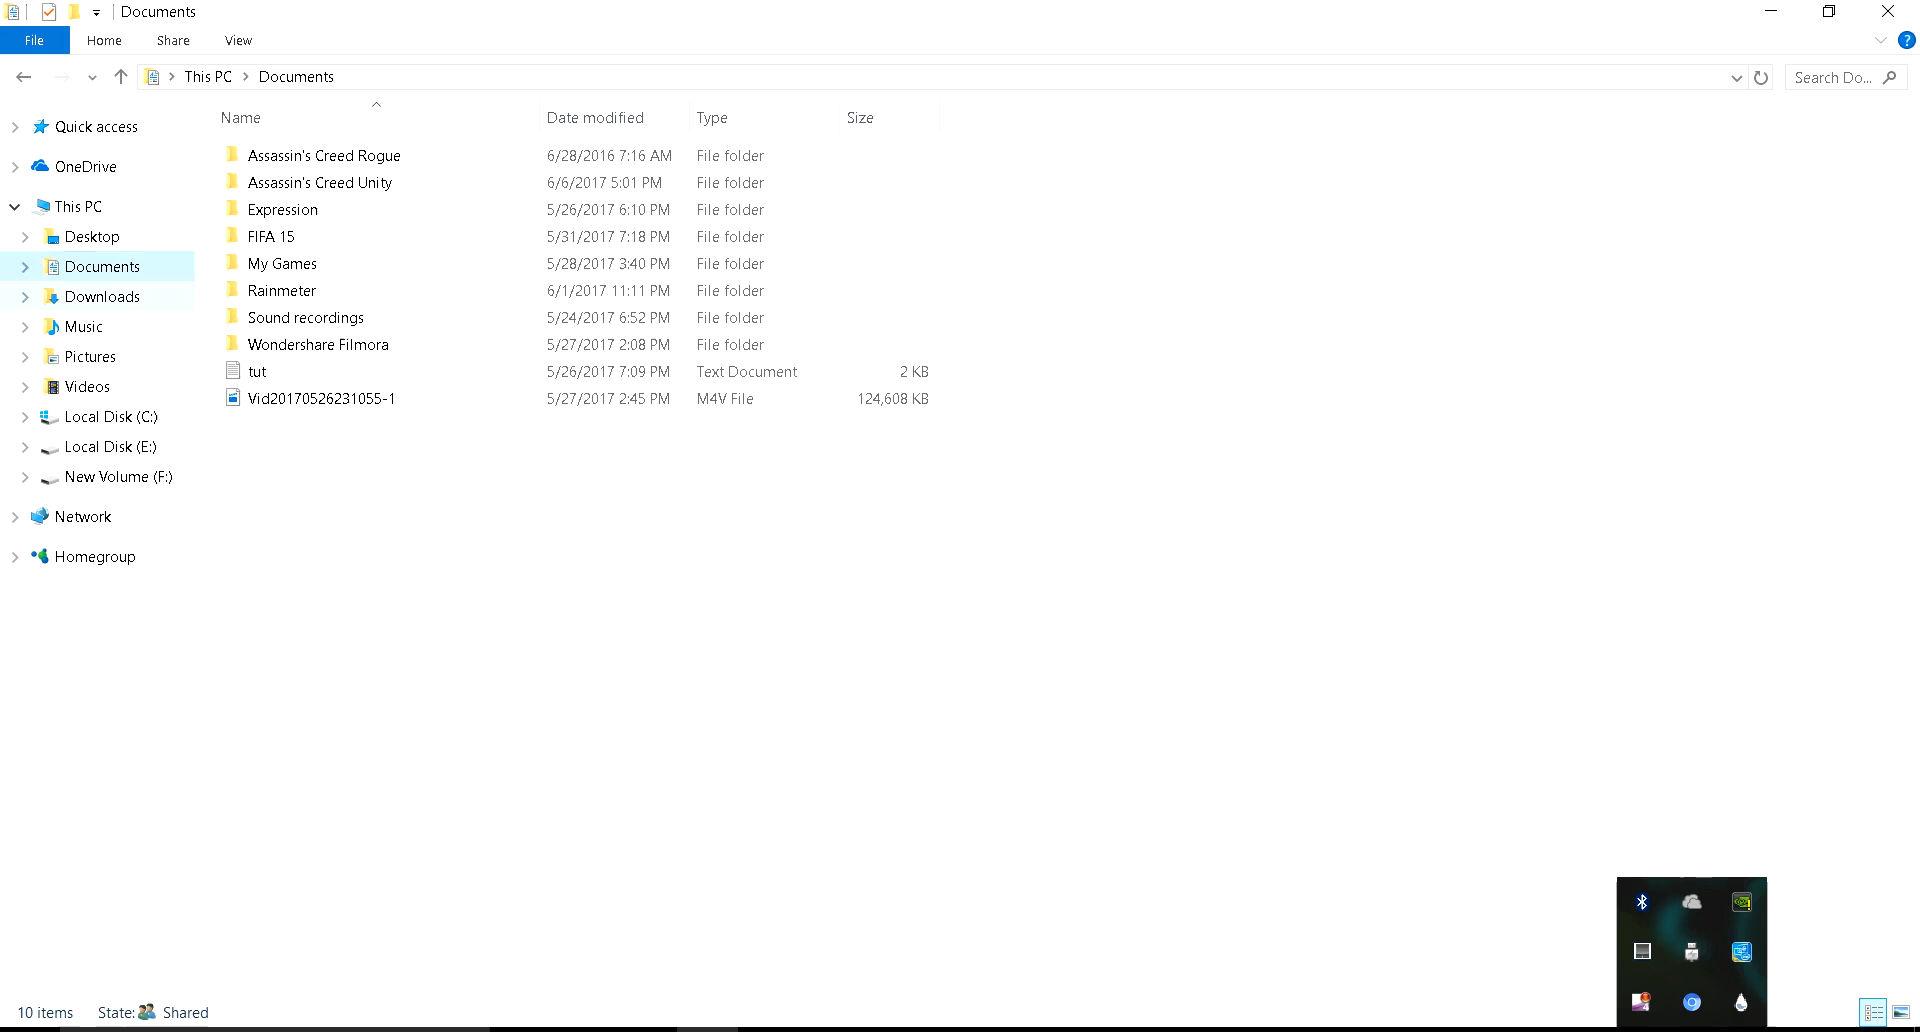 Documents
File Home Share View
This PC > Documents
Search Do...
Name Date modified Type Size
Quick access
OneDrive
This PC
Desktop
Documents
Downloads
Music
Pictures
Videos
Local Disk (C:)
Local Disk (E:)
New Volume (F:)
Network
Homegroup
Assassin's Creed Rogue 6/28/2016 7:16 AM File folder
Assassin's Creed Unity 6/6/2017 5:01 PM File folder
Expression 5/26/2017 6:10 PM File folder
FIFA 15 5/31/2017 7:18 PM File folder
My Games 5/28/2017 3:40 PM File folder
Rainmeter 6/1/2017 11:11 PM File folder
Sound recordings 5/24/2017 6:52 PM File folder
Wondershare Filmora 5/27/2017 2:08 PM File folder
tut 5/26/2017 7:09 PM Text Document 2 KB
Vid20170526231055-1 5/27/2017 2:45 PM M4V File 124,608 KB
10 items State: Shared